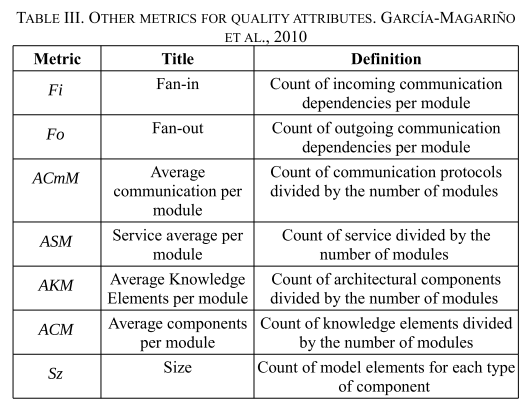 TABLE III. OTHER METRICS FOR QUALITY ATTRIBUTES. GARCÍA-MAGARIÑO
ET AL., 2010
Metric Title Definition
Fi Fan-in Count of incoming communication
dependencies per module
Fo Fan-out Count of outgoing communication
dependencies per module
ACmM Average Count of communication protocols
communication per divided by the number of modules
module
ASM Service average per Count of service divided by the
module number of modules
AKM Average Knowledge Count of architectural components
Elements per module divided by the number of modules
ACM Average components Count of knowledge elements divided
per module by the number of modules
Sz Size Count of model elements for each type
of component